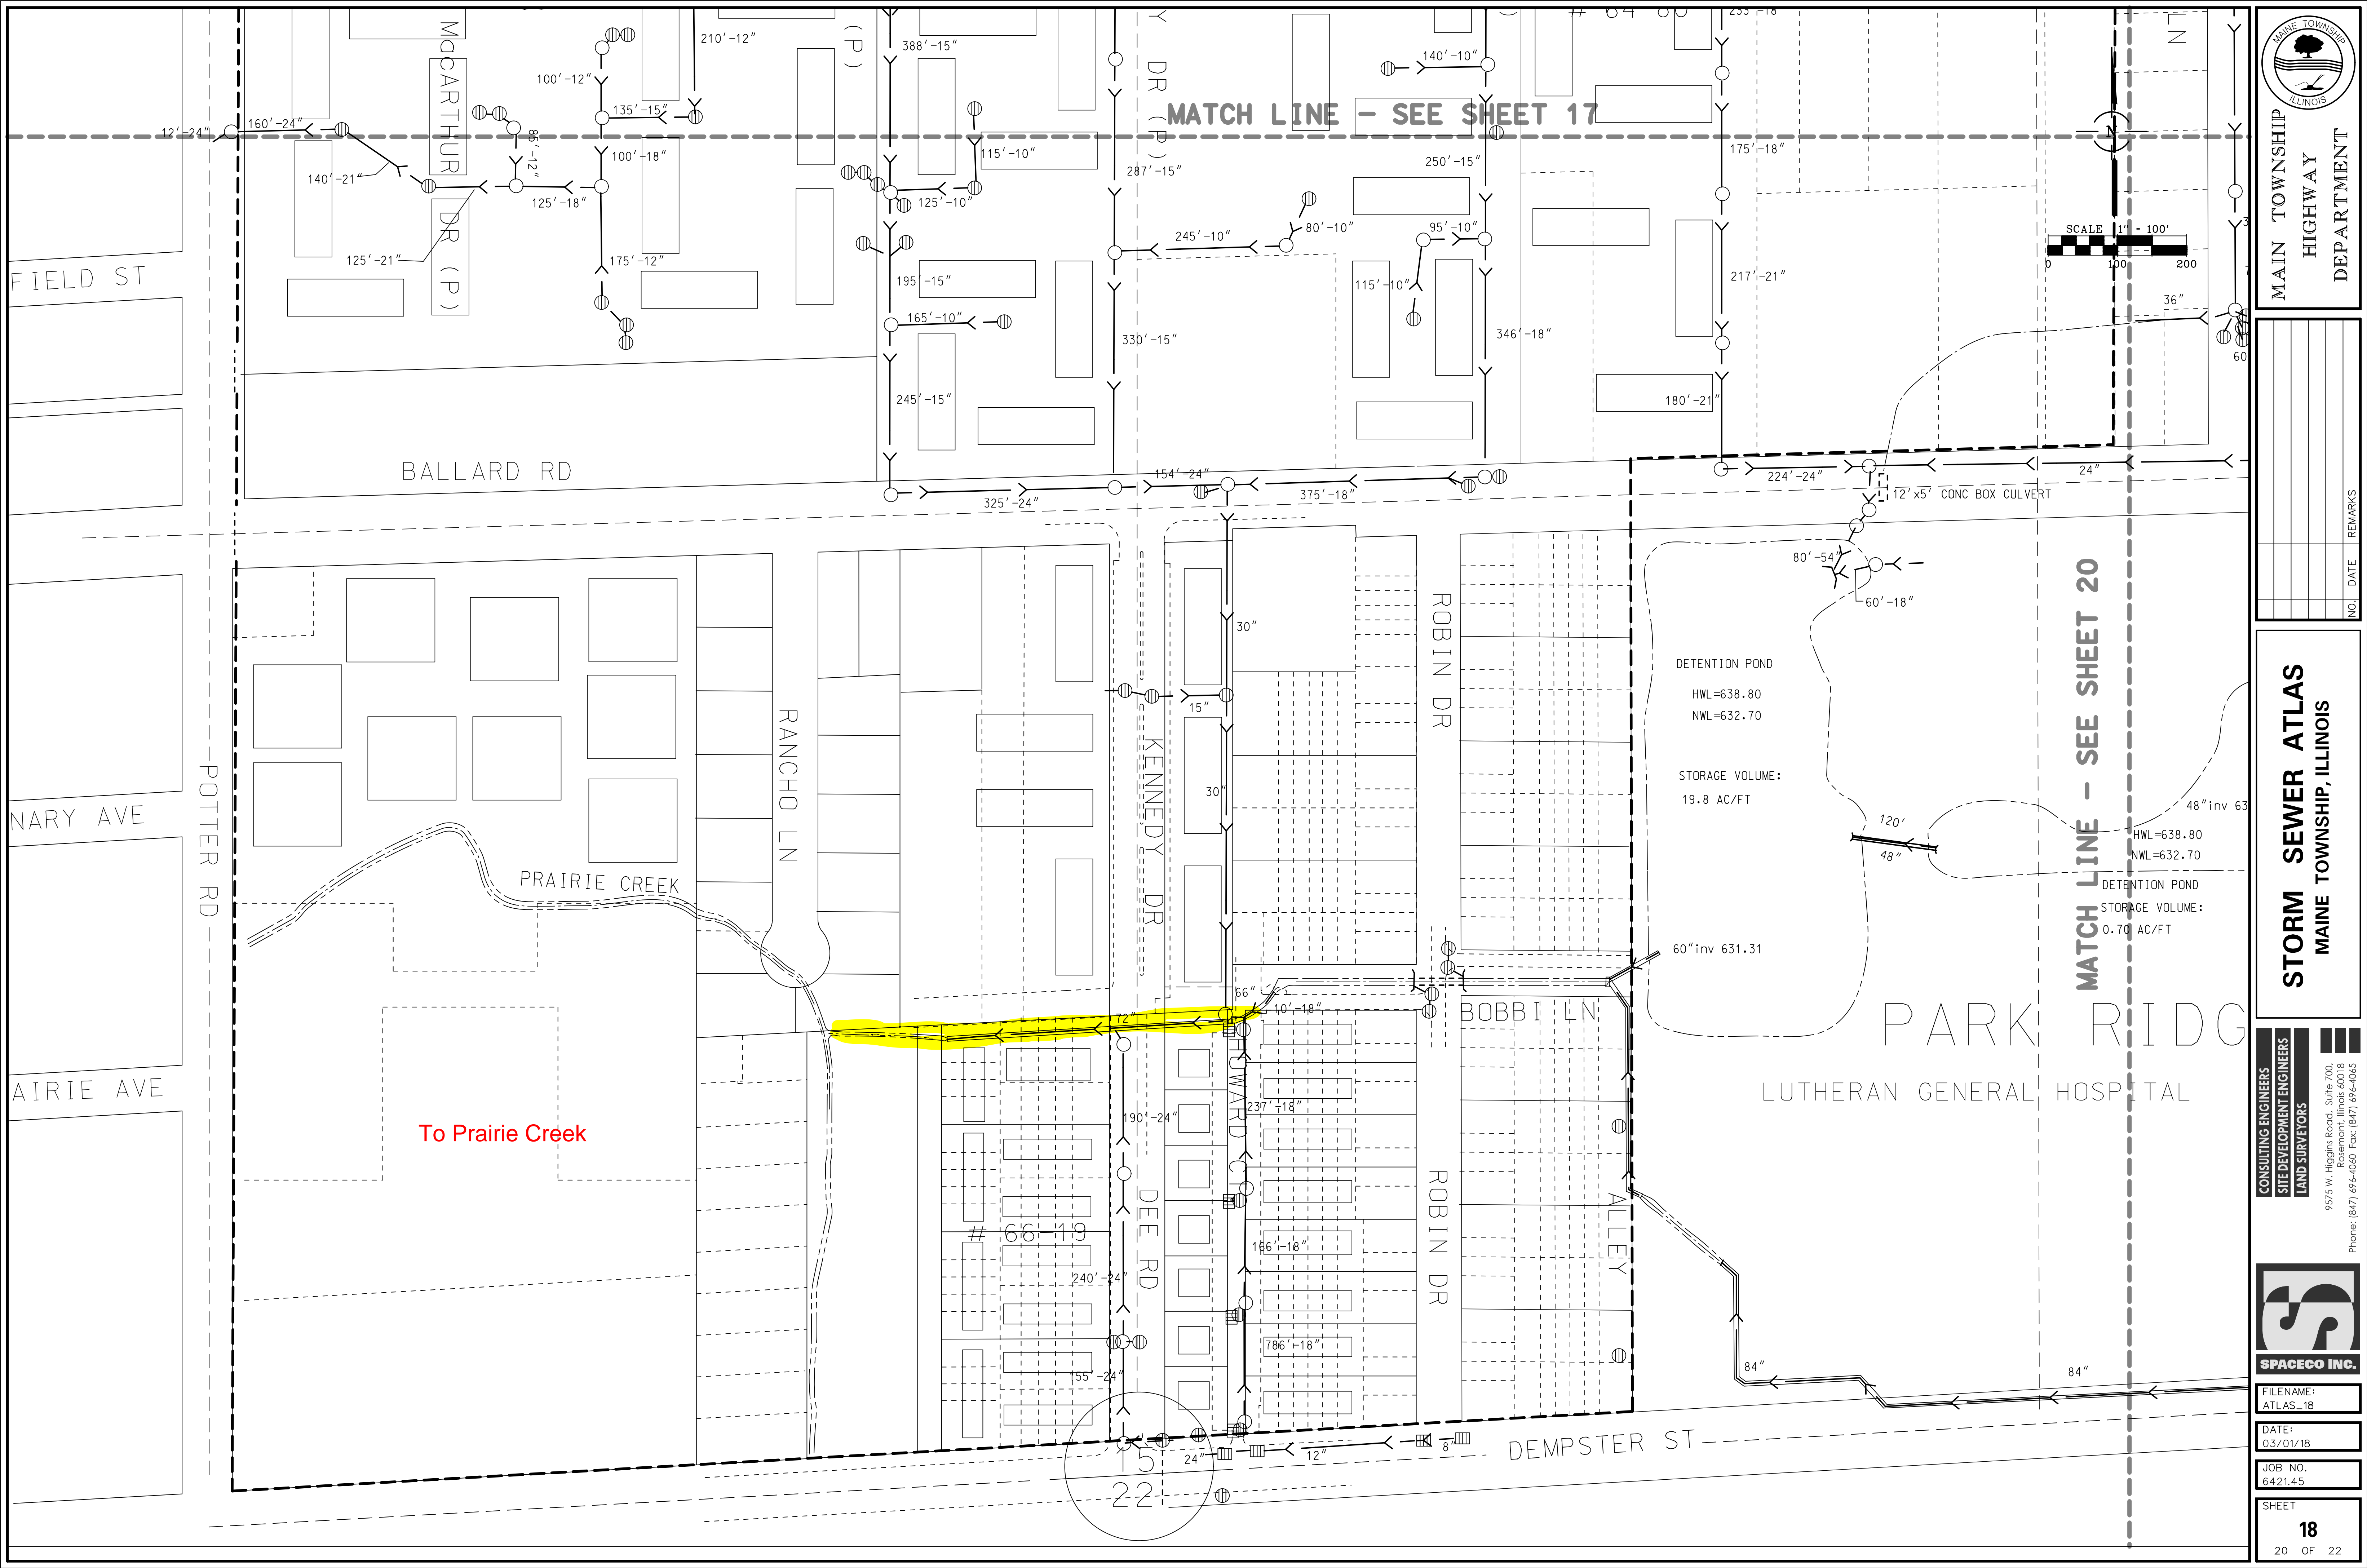 210'-12"
(P)
388'-15"
Y DR (P)
# 64-80
233'-18"
LN
McCARTHUR DR (P)
100'-12"
140'-10"
135'-15"
MATCH LINE - SEE SHEET 17
12'-24"
160'-24"
86'-12"
100'-18"
115'-10"
287'-15"
250'-15"
175'-18"
N
140'-21"
125'-18"
125'-10"
245'-10"
80'-10"
95'-10"
SCALE 1" = 100'
0 100 200
125'-21"
175'-12"
195'-15"
115'-10"
217'-21"
FIELD ST
36"
165'-10"
330'-15"
346'-18"
60
245'-15"
180'-21"
BALLARD RD
154'-24"
325'-24"
375'-18"
224'-24"
24"
12'x5' CONC BOX CULVERT
80'-54"
60'-18"
30"
ROBIN DR
DETENTION POND
HWL=638.80
NWL=632.70
STORAGE VOLUME:
19.8 AC/FT
MATCH LINE - SEE SHEET 20
15"
RANCHO LN
KENNEDY DR
30"
POTTER RD
NARY AVE
120'
48"
48"inv 63
HWL=638.80
NWL=632.70
DETENTION POND
STORAGE VOLUME:
0.70 AC/FT
PRAIRIE CREEK
60"inv 631.31
66"
10'-18"
72"
BOBBI LN
PARK RIDG
LUTHERAN GENERAL HOSPITAL
AIRIE AVE
To Prairie Creek
HOWARD CT
190'-24"
237'-18"
DEE RD
ROBIN DR
ALLEY
# 66-19
166'-18"
240'-24"
786'-18"
155'-24"
84"
84"
DEMPSTER ST
24"
12"
8"
15
22
MAINE TOWNSHIP
ILLINOIS
MAIN TOWNSHIP
HIGHWAY
DEPARTMENT
NO. DATE REMARKS
STORM SEWER ATLAS
MAINE TOWNSHIP, ILLINOIS
CONSULTING ENGINEERS
SITE DEVELOPMENT ENGINEERS
LAND SURVEYORS
9575 W. Higgins Road, Suite 700,
Rosemont, Illinois 60018
Phone: (847) 696-4060 Fax: (847) 696-4065
SPACECO INC.
FILENAME:
ATLAS_18
DATE:
03/01/18
JOB NO.
6421.45
SHEET
18
20 OF 22